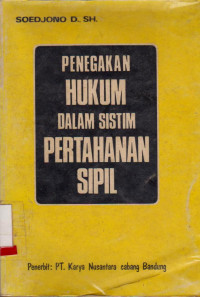 SOEDJONO D. SH.
PENEGAKAN
HUKUM
DALAM SISTIM
PERTAHANAN
SIPIL
Penerbit: PT. Karya Nusantara cabang Bandung